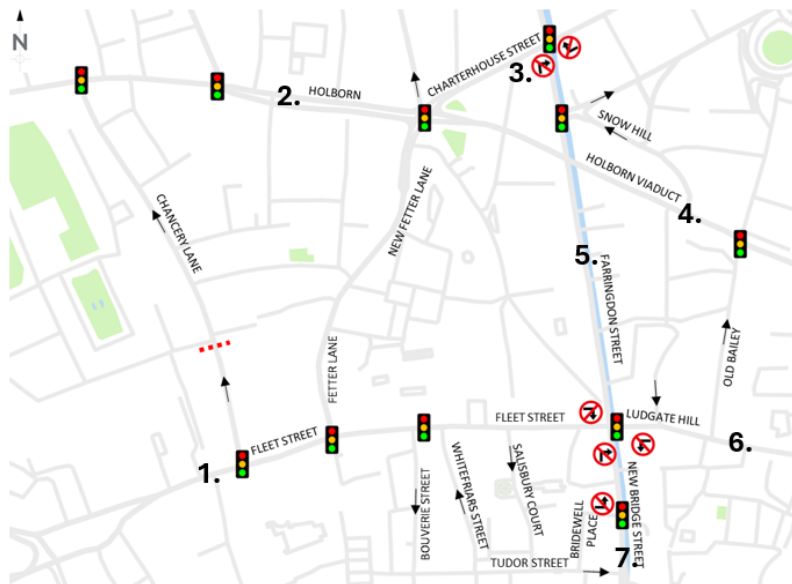 N
CHARTERHOUSE STREET
3.
2.
HOLBORN
SNOW HILL
HOLBORN VIADUCT
NEW FETTER LANE
CHANCERY LANE
4.
5.
FARRINGDON STREET
OLD BAILEY
FETTER LANE
FLEET STREET
LUDGATE HILL
FLEET STREET
1.
6.
BOUVERIE STREET
WHITEFRIARS STREET
SALISBURY COURT
BRIDEWELL
PLACE
NEW BRIDGE STREET
7.
TUDOR STREET